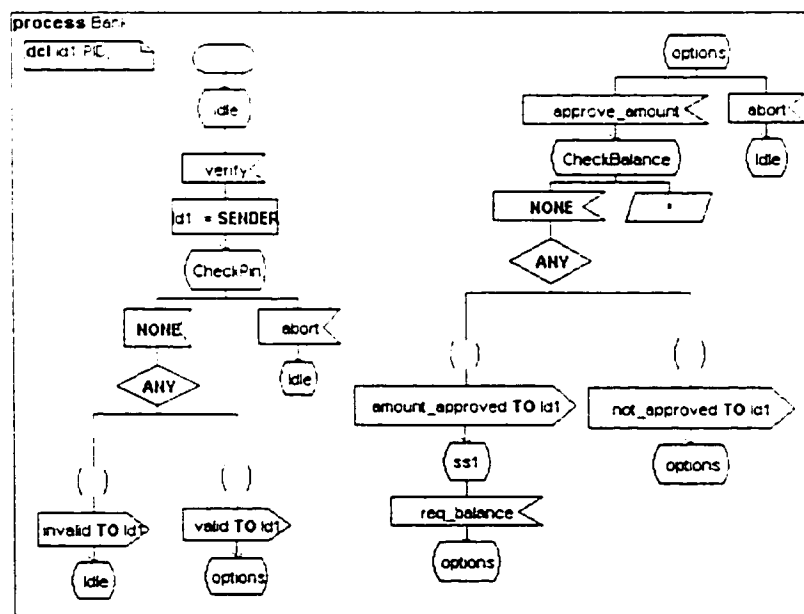 process Bank
dcl id1 PID
Idle
verify
id1 = SENDER
CheckPin
NONE
abort
Idle
ANY
( )
( )
invalid TO id1
valid TO id1
Idle
options
options
approve_amount
abort
CheckBalance
Idle
NONE
*
ANY
( )
( )
amount_approved TO id1
not_approved TO id1
ss1
options
req_balance
options